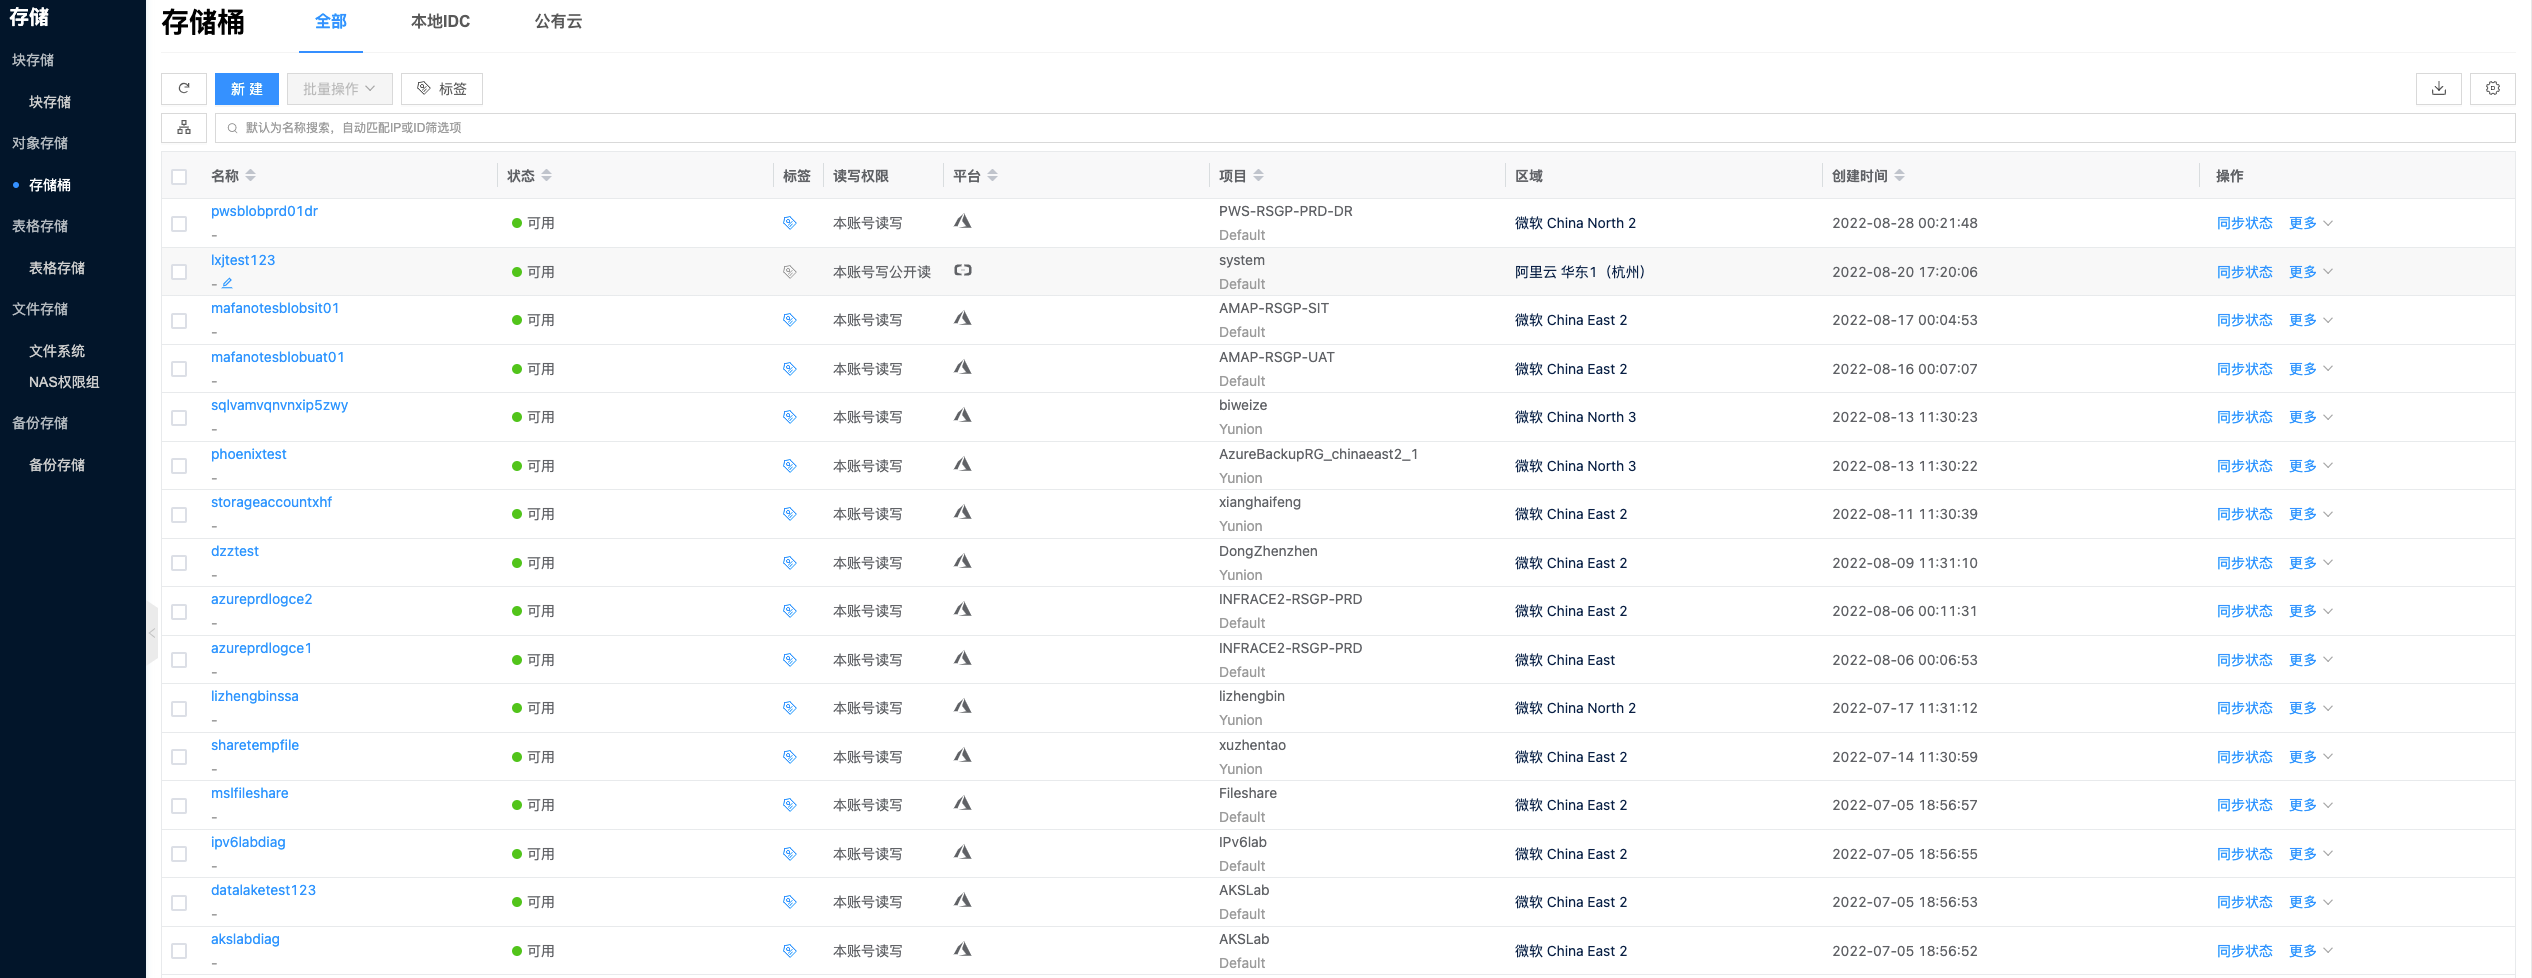 存储
块存储
块存储
对象存储
存储桶
表格存储
表格存储
文件存储
文件系统
NAS权限组
备份存储
备份存储
存储桶 全部 本地IDC 公有云
新 建 批量操作 标签
默认为名称搜索，自动匹配IP或ID筛选项
名称 状态 标签 读写权限 平台 项目 区域 创建时间 操作
pwsblobprd01dr PWS-RSGP-PRD-DR
可用 本账号读写 微软 China North 2 2022-08-28 00:21:48 同步状态 更多
- Default
lxjtest123 system
可用 本账号写公开读 阿里云 华东1（杭州） 2022-08-20 17:20:06 同步状态 更多
- Default
mafanotesblobsit01 AMAP-RSGP-SIT
可用 本账号读写 微软 China East 2 2022-08-17 00:04:53 同步状态 更多
- Default
mafanotesblobuat01 AMAP-RSGP-UAT
可用 本账号读写 微软 China East 2 2022-08-16 00:07:07 同步状态 更多
- Default
sqlvamvqnvnxip5zwy biweize
可用 本账号读写 微软 China North 3 2022-08-13 11:30:23 同步状态 更多
- Yunion
phoenixtest AzureBackupRG_chinaeast2_1
可用 本账号读写 微软 China North 3 2022-08-13 11:30:22 同步状态 更多
- Yunion
storageaccountxhf xianghaifeng
可用 本账号读写 微软 China East 2 2022-08-11 11:30:39 同步状态 更多
- Yunion
dzztest DongZhenzhen
可用 本账号读写 微软 China East 2 2022-08-09 11:31:10 同步状态 更多
- Yunion
azureprdlogce2 INFRACE2-RSGP-PRD
可用 本账号读写 微软 China East 2 2022-08-06 00:11:31 同步状态 更多
- Default
azureprdlogce1 INFRACE2-RSGP-PRD
可用 本账号读写 微软 China East 2022-08-06 00:06:53 同步状态 更多
- Default
lizhengbinssa lizhengbin
可用 本账号读写 微软 China North 2 2022-07-17 11:31:12 同步状态 更多
- Yunion
sharetempfile xuzhentao
可用 本账号读写 微软 China East 2 2022-07-14 11:30:59 同步状态 更多
- Yunion
mslfileshare Fileshare
可用 本账号读写 微软 China East 2 2022-07-05 18:56:57 同步状态 更多
- Default
ipv6labdiag IPv6lab
可用 本账号读写 微软 China East 2 2022-07-05 18:56:55 同步状态 更多
- Default
datalaketest123 AKSLab
可用 本账号读写 微软 China East 2 2022-07-05 18:56:53 同步状态 更多
- Default
akslabdiag AKSLab
可用 本账号读写 微软 China East 2 2022-07-05 18:56:52 同步状态 更多
- Default